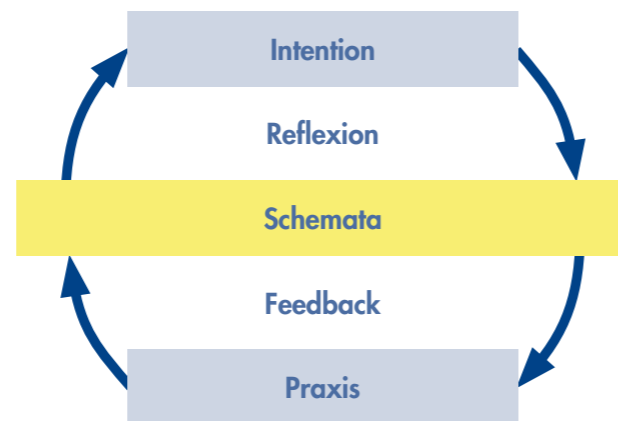 Intention
Reflexion
Schemata
Feedback
Praxis